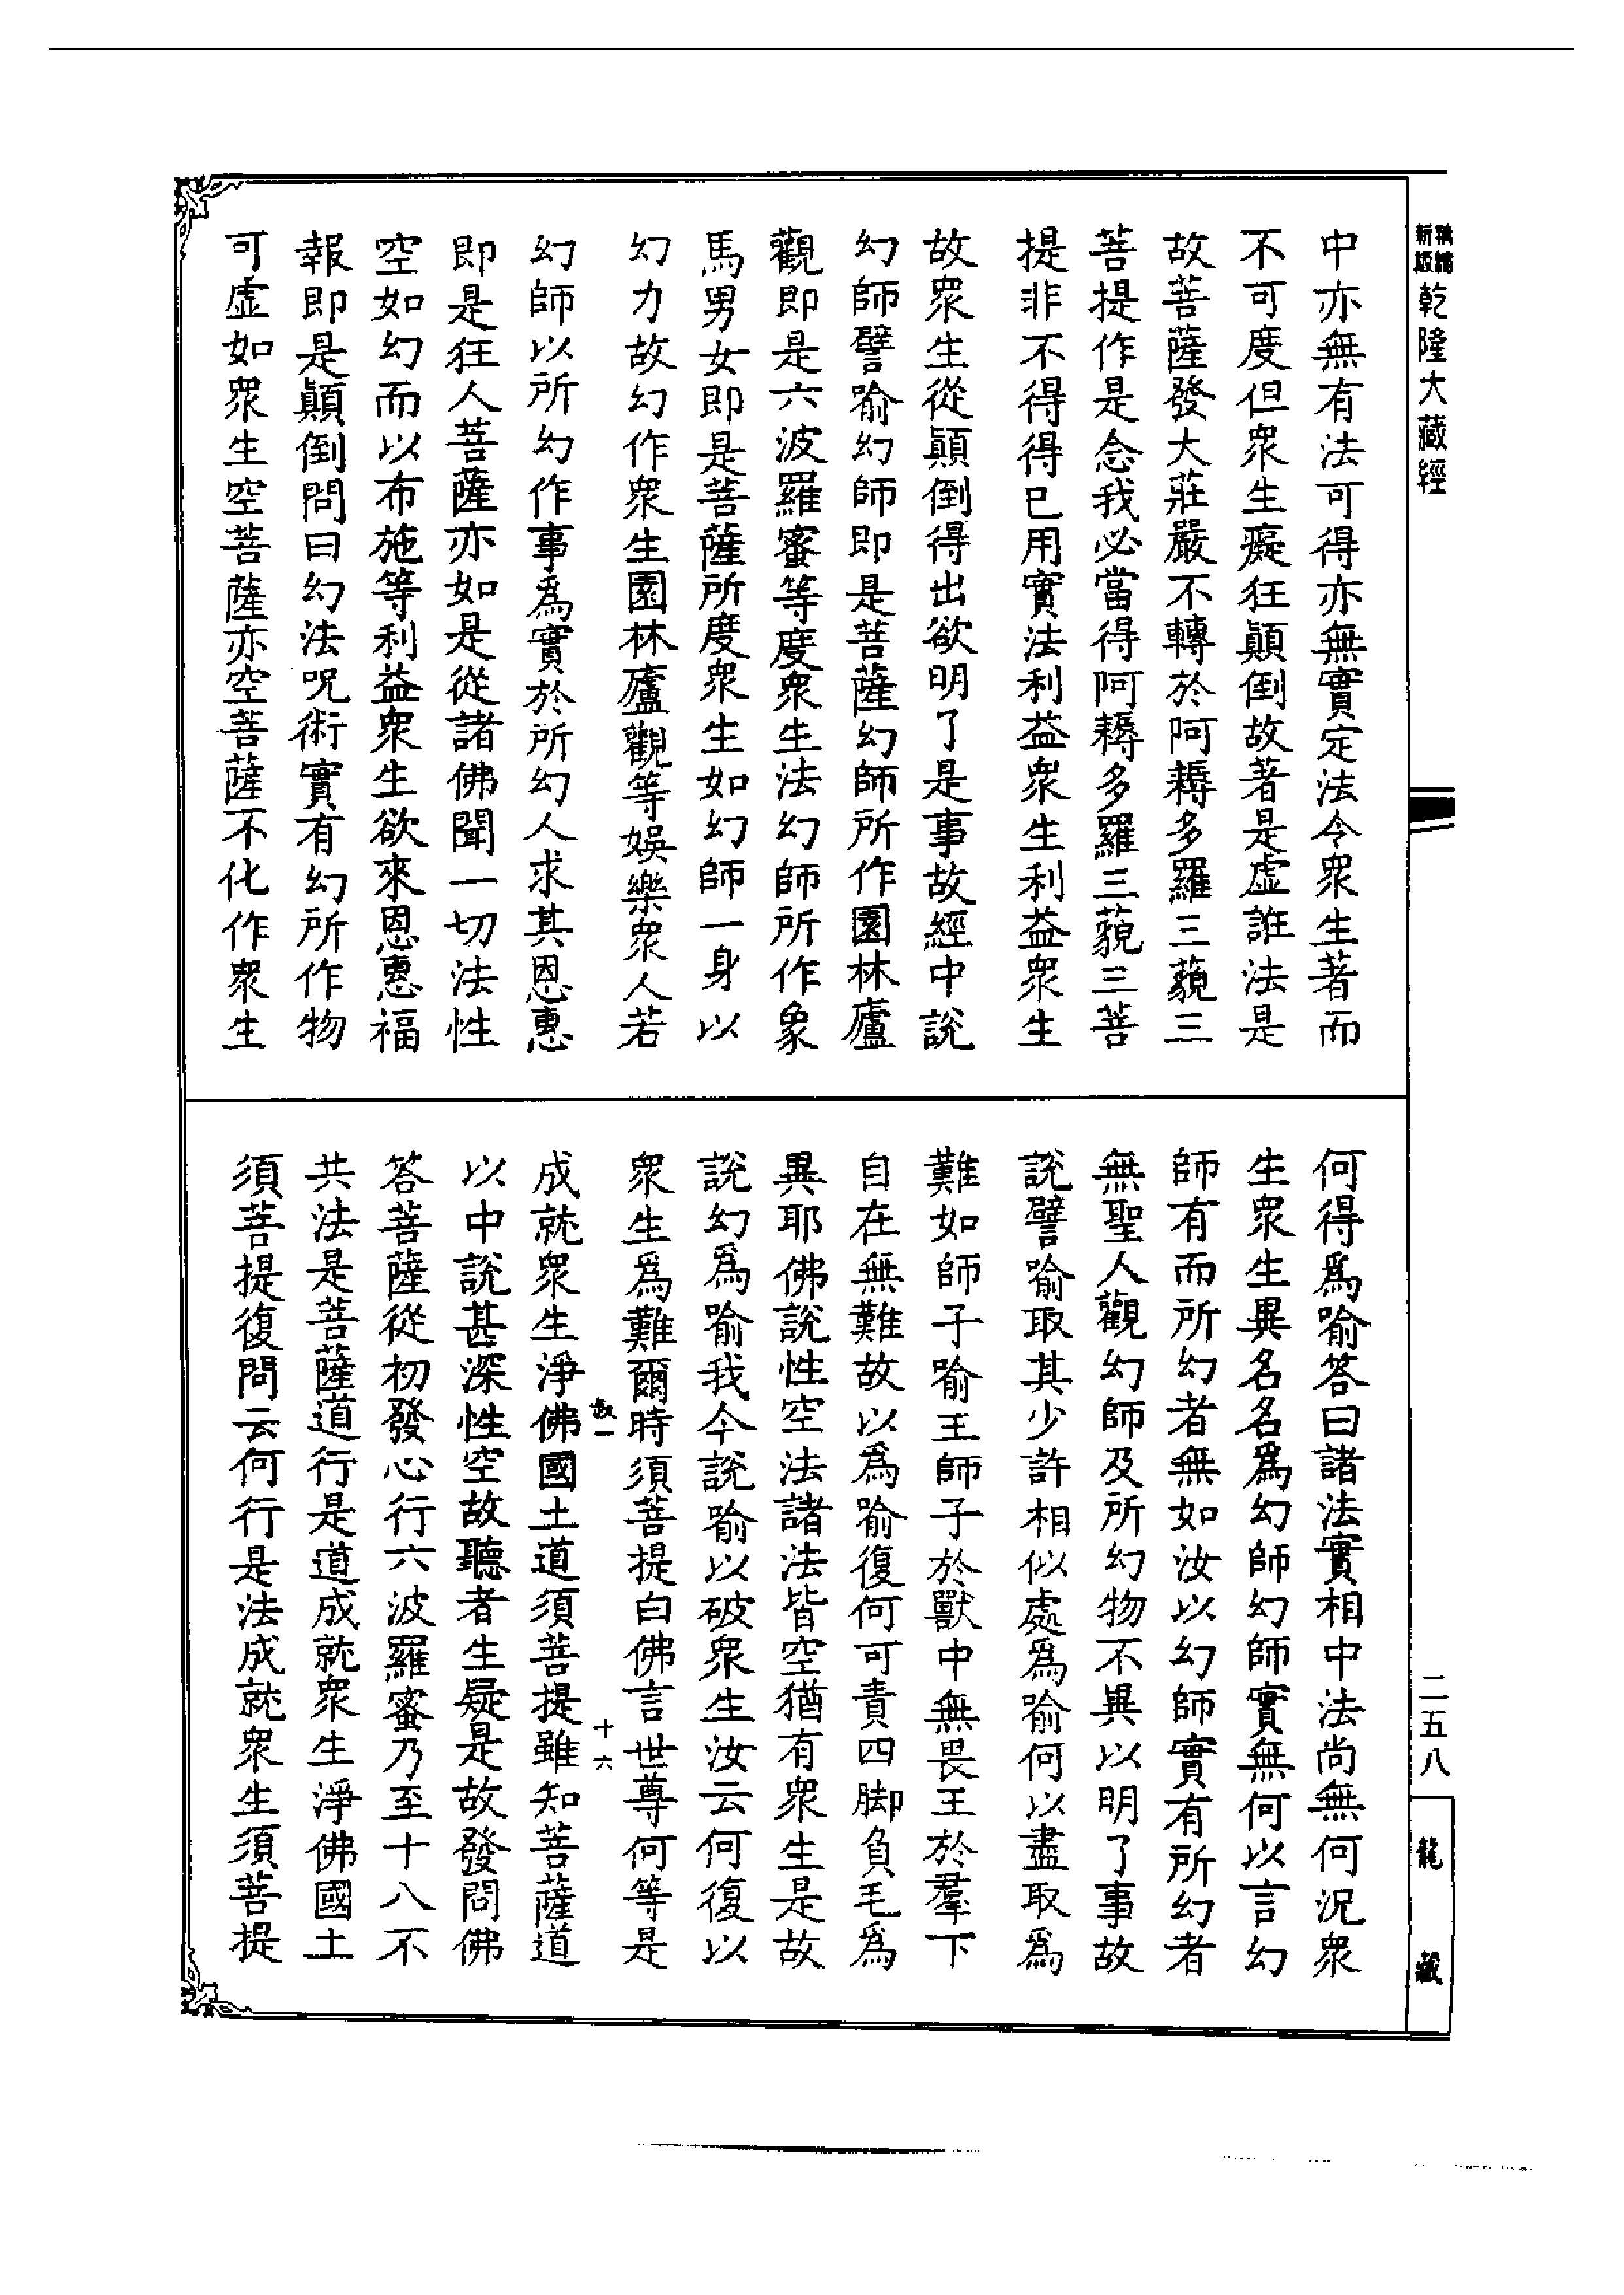 乾隆大藏經
中亦無有法可得亦無實定法令眾生著而
不可度但眾生癡狂顛倒故著是虛誑法是
故菩薩發大莊嚴不轉於阿耨多羅三藐三
菩提作是念我必當得阿耨多羅三藐三菩
提非不得得已用實法利益眾生利益眾生
故眾生從顛倒得出欲明了是事故經中說
幻師譬喻幻師即是菩薩幻師所作園林廬
觀即是六波羅蜜等度眾生法幻師所作象
馬男女即是菩薩所度眾生如幻師一身以
幻力故幻作眾生園林廬觀等娛樂眾人若
幻師以所幻作事爲實於所幻人求其恩惠
即是狂人菩薩亦如是從諸佛聞一切法性
空如幻而以布施等利益眾生欲來恩惠福
報即是顛倒問曰幻法呪術實有幻所作物
可虛如眾生空菩薩亦空菩薩不化作眾生
何得爲喻答曰諸法實相中法尚無何況眾
生眾生異名名爲幻師幻師實無何以言幻
師有而所幻者無如汝以幻師實有所幻者
無聖人觀幻師及所幻物不異以明了事故
說譬喻取其少許相似處爲喻何以盡取爲
難如師子喻王師子於獸中無畏王於羣下
自在無難故以爲喻復何可責四脚負毛爲
異耶佛說性空法諸法皆空猶有眾生是故
說幻爲喻我今說喻以破眾生汝云何復以
眾生爲難爾時須菩提白佛言世尊何等是
十六
成就眾生淨佛國土道須菩提雖知菩薩道
以中說甚深性空故聽者生疑是故發問佛
答菩薩從初發心行六波羅蜜乃至十八不
共法是菩薩道行是道成就眾生淨佛國土
須菩提復問云何行是法成就眾生須菩提
二五八
龍藏